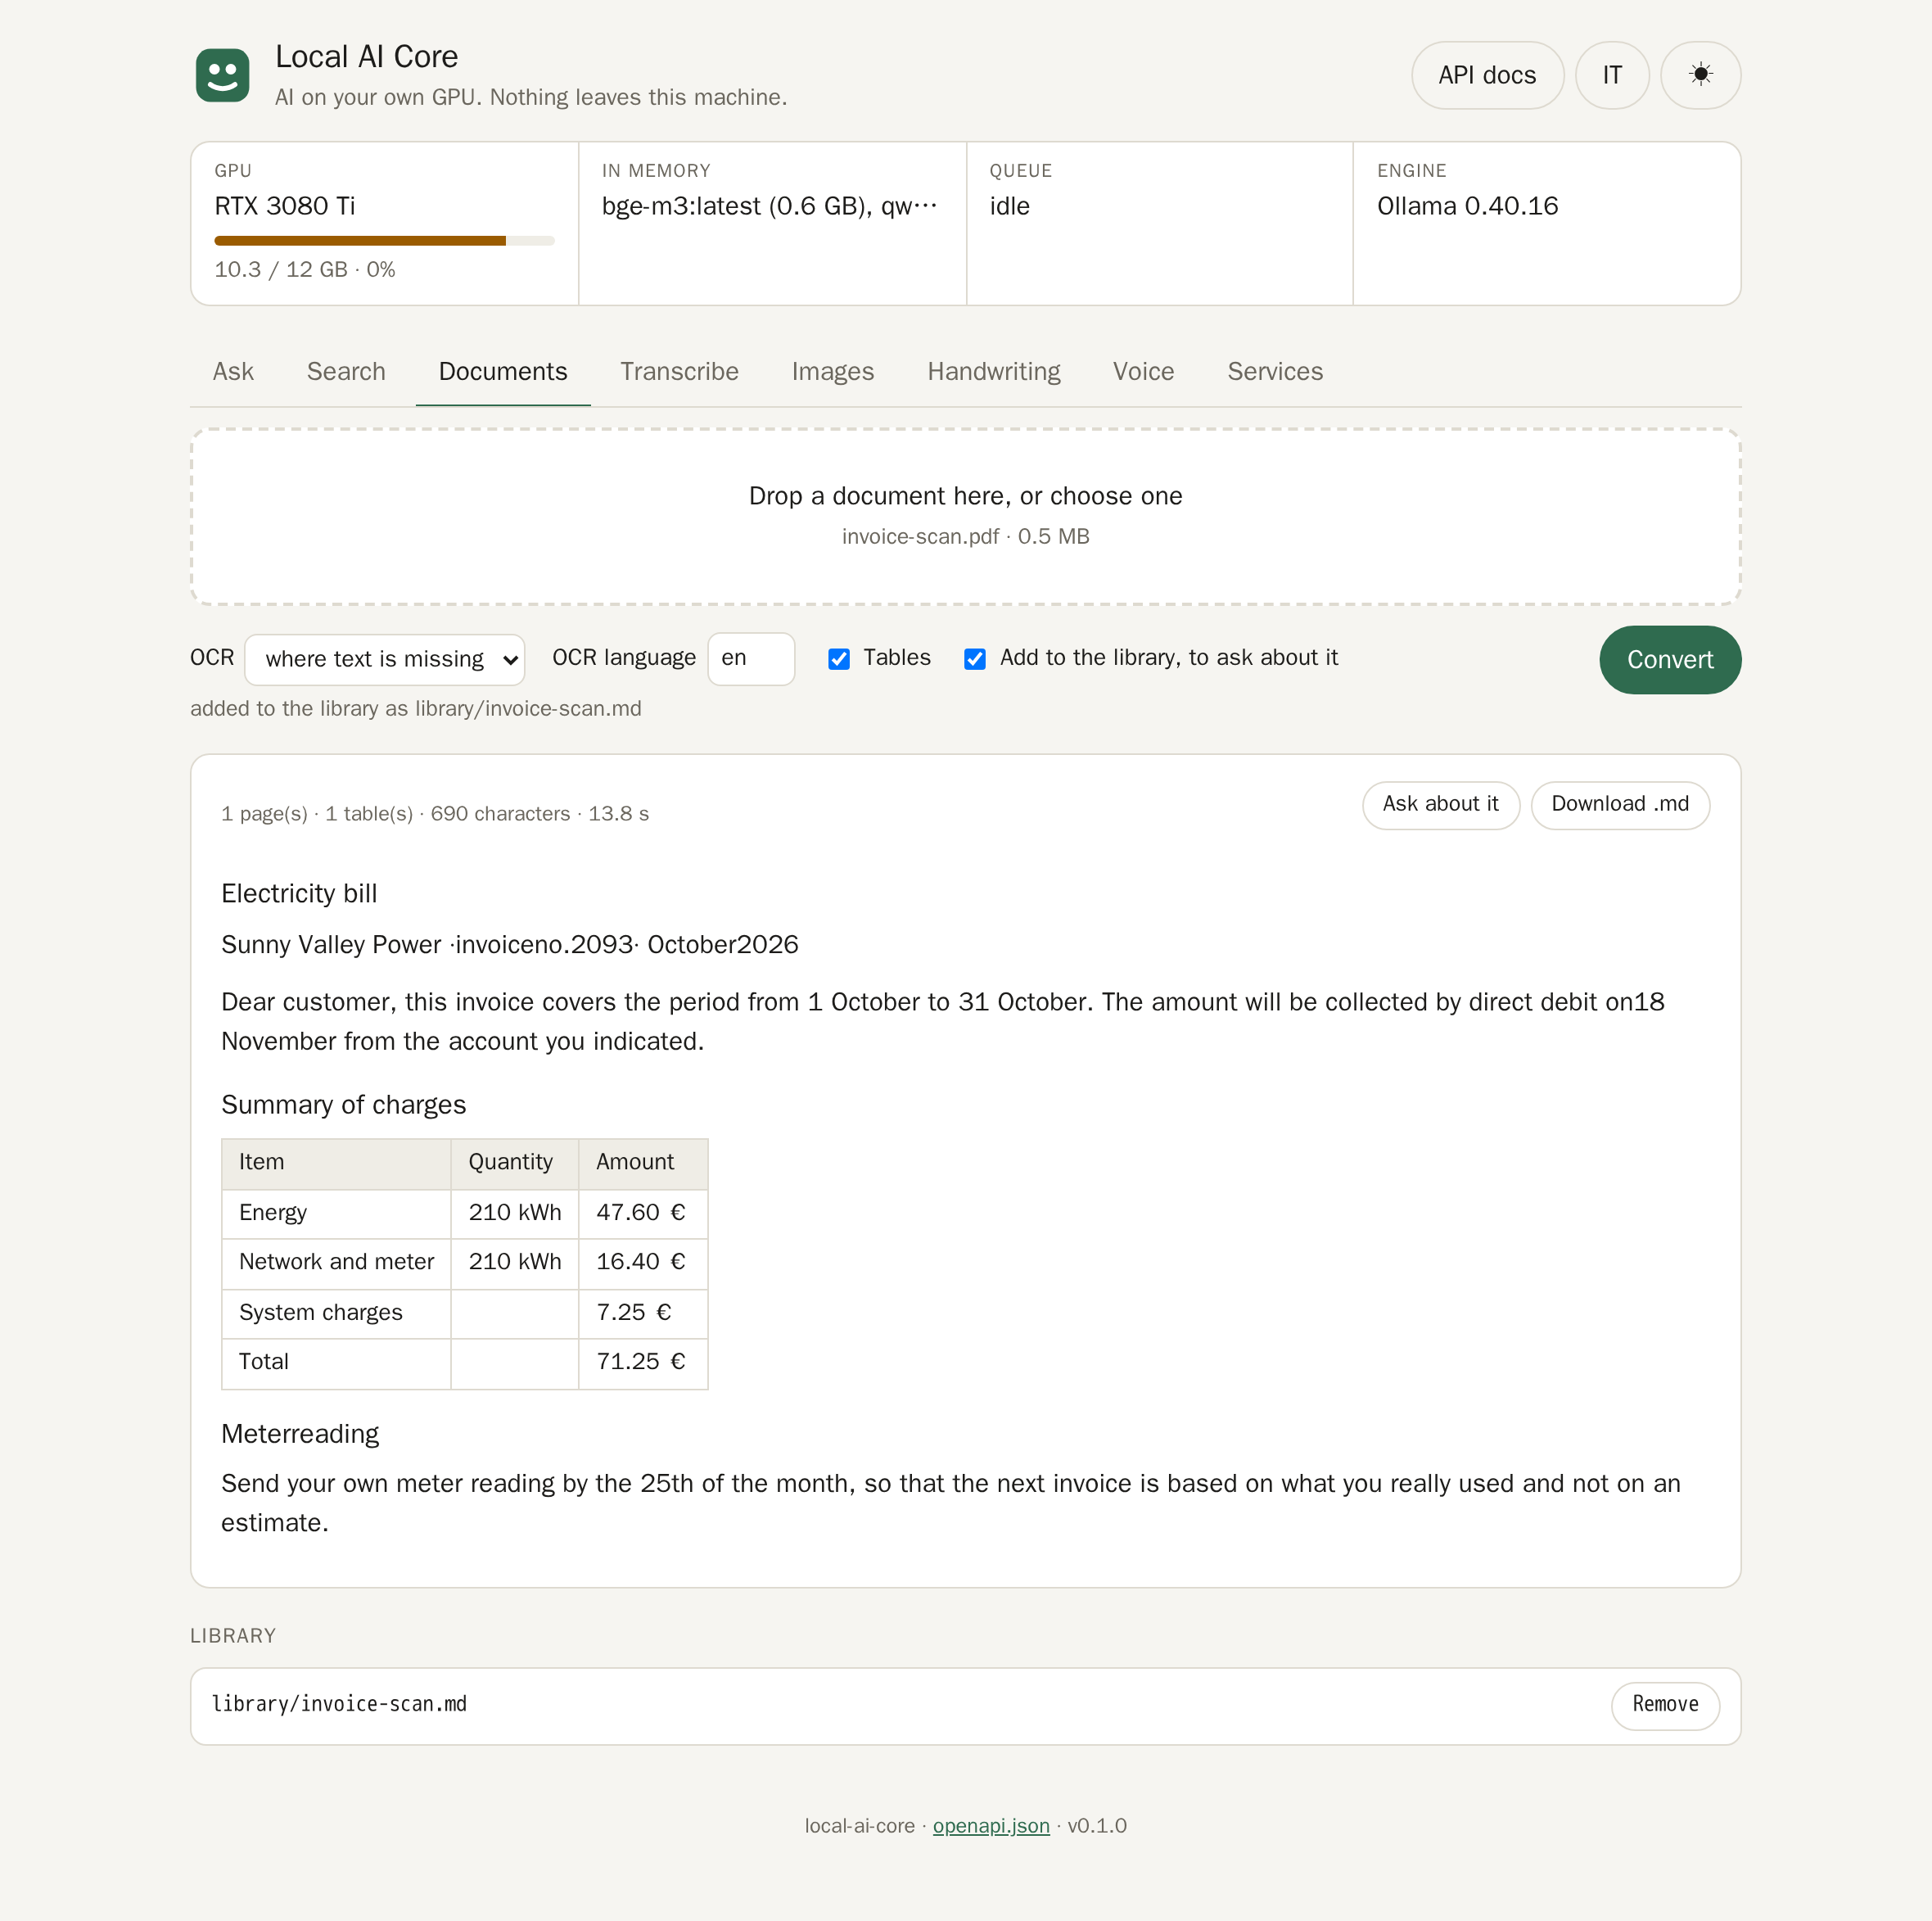 Local AI Core
AI on your own GPU. Nothing leaves this machine.
API docs
IT
GPU
RTX 3080 Ti
10.3 / 12 GB · 0%
IN MEMORY
bge-m3:latest (0.6 GB), qw···
QUEUE
idle
ENGINE
Ollama 0.40.16
Ask
Search
Documents
Transcribe
Images
Handwriting
Voice
Services
Drop a document here, or choose one
invoice-scan.pdf · 0.5 MB
OCR
where text is missing
OCR language
en
Tables
Add to the library, to ask about it
Convert
added to the library as library/invoice-scan.md
1 page(s) · 1 table(s) · 690 characters · 13.8 s
Ask about it
Download .md
Electricity bill
Sunny Valley Power ·invoiceno.2093· October2026
Dear customer, this invoice covers the period from 1 October to 31 October. The amount will be collected by direct debit on18
November from the account you indicated.
Summary of charges
Item Quantity Amount
Energy 210 kWh 47.60 €
Network and meter 210 kWh 16.40 €
System charges 7.25 €
Total 71.25 €
Meterreading
Send your own meter reading by the 25th of the month, so that the next invoice is based on what you really used and not on an
estimate.
LIBRARY
library/invoice-scan.md
Remove
local-ai-core · openapi.json · v0.1.0